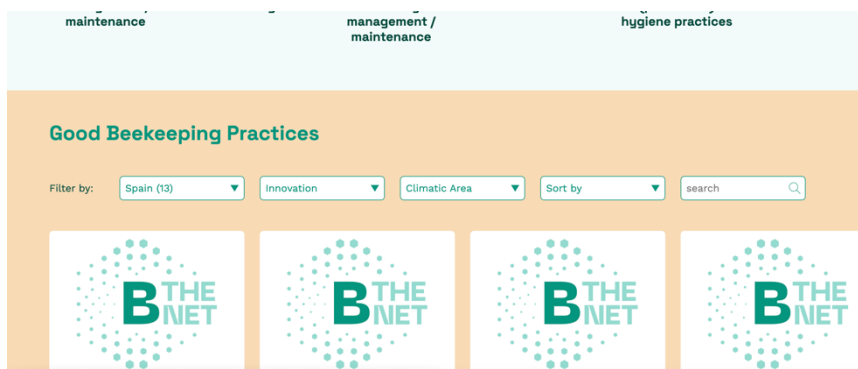 maintenance
management /
maintenance
hygiene practices
Good Beekeeping Practices
Filter by:
Spain (13)
Innovation
Climatic Area
Sort by
search
B THE NET
B THE NET
B THE NET
B THE NET